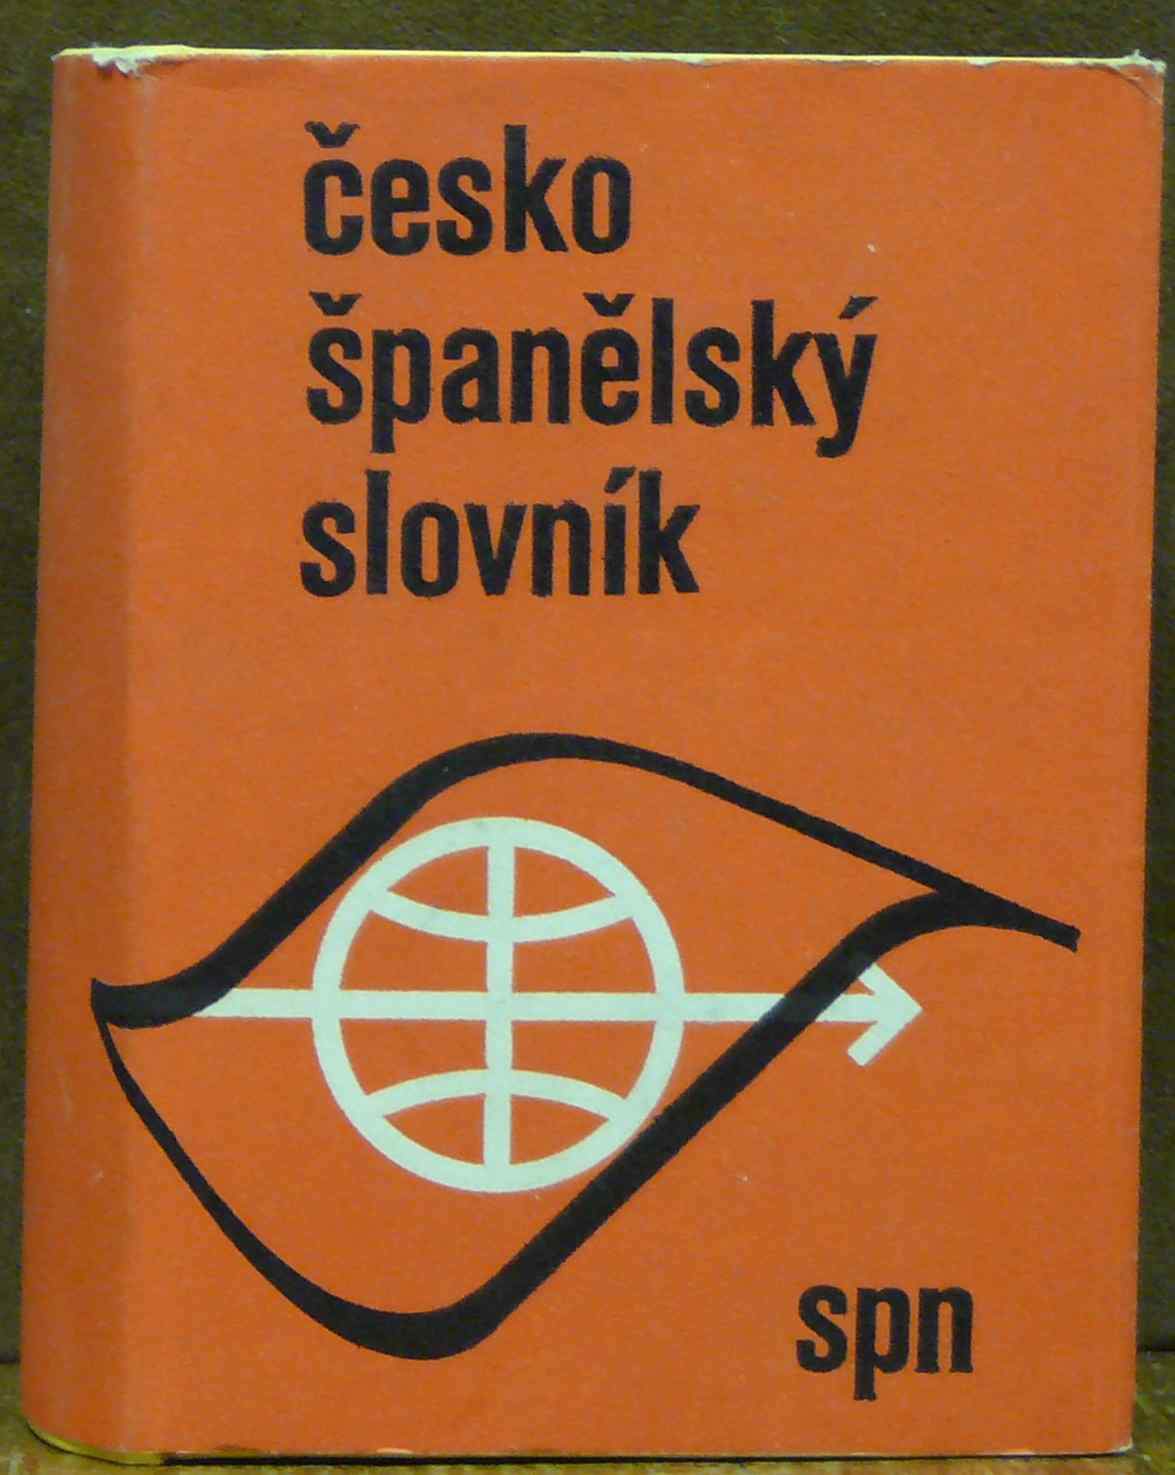 česko
španělský
slovník
spn